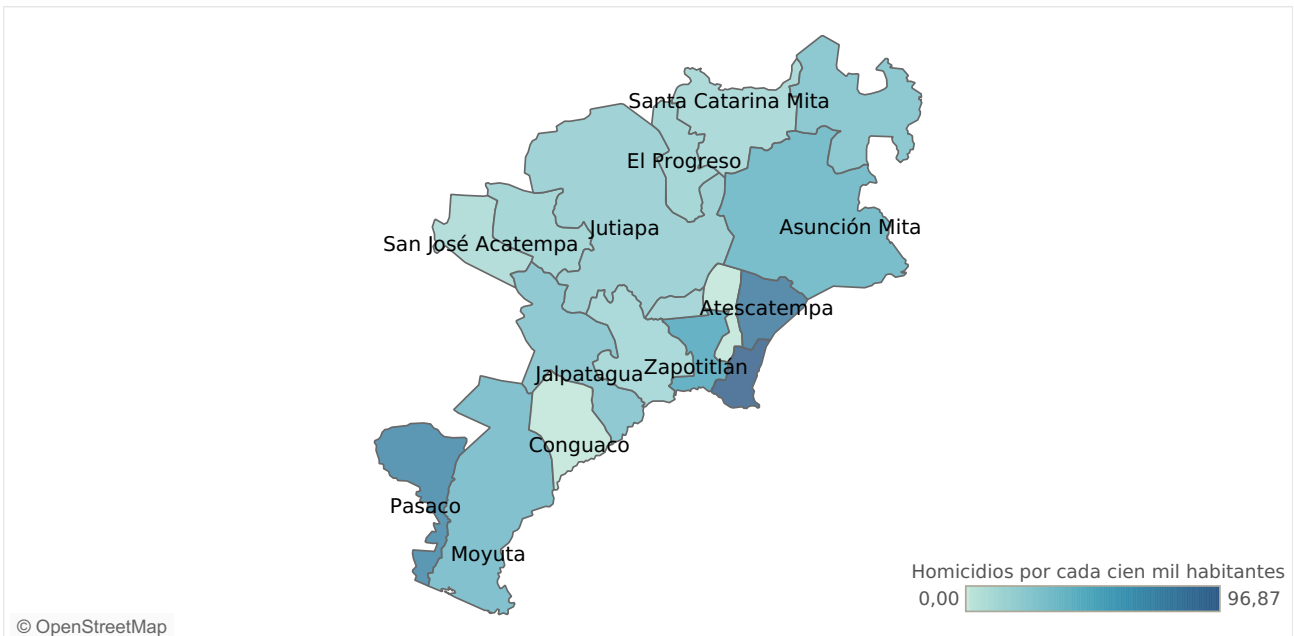 Santa Catarina Mita
El Progreso
Jutiapa
Asunción Mita
San José Acatempa
Atescatempa
Zapotitlán
Jalpatagua
Conguaco
Pasaco
Moyuta
Homicidios por cada cien mil habitantes
0,00 96,87
© OpenStreetMap